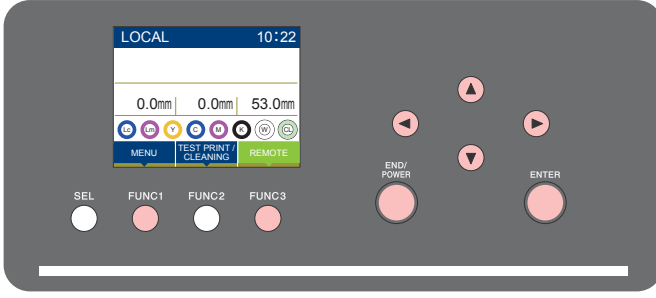 LOCAL 10:22
0.0mm 0.0mm 53.0mm
Lc Lm Y C M K W CL
MENU TEST PRINT / CLEANING REMOTE
SEL FUNC1 FUNC2 FUNC3
END/
POWER
ENTER